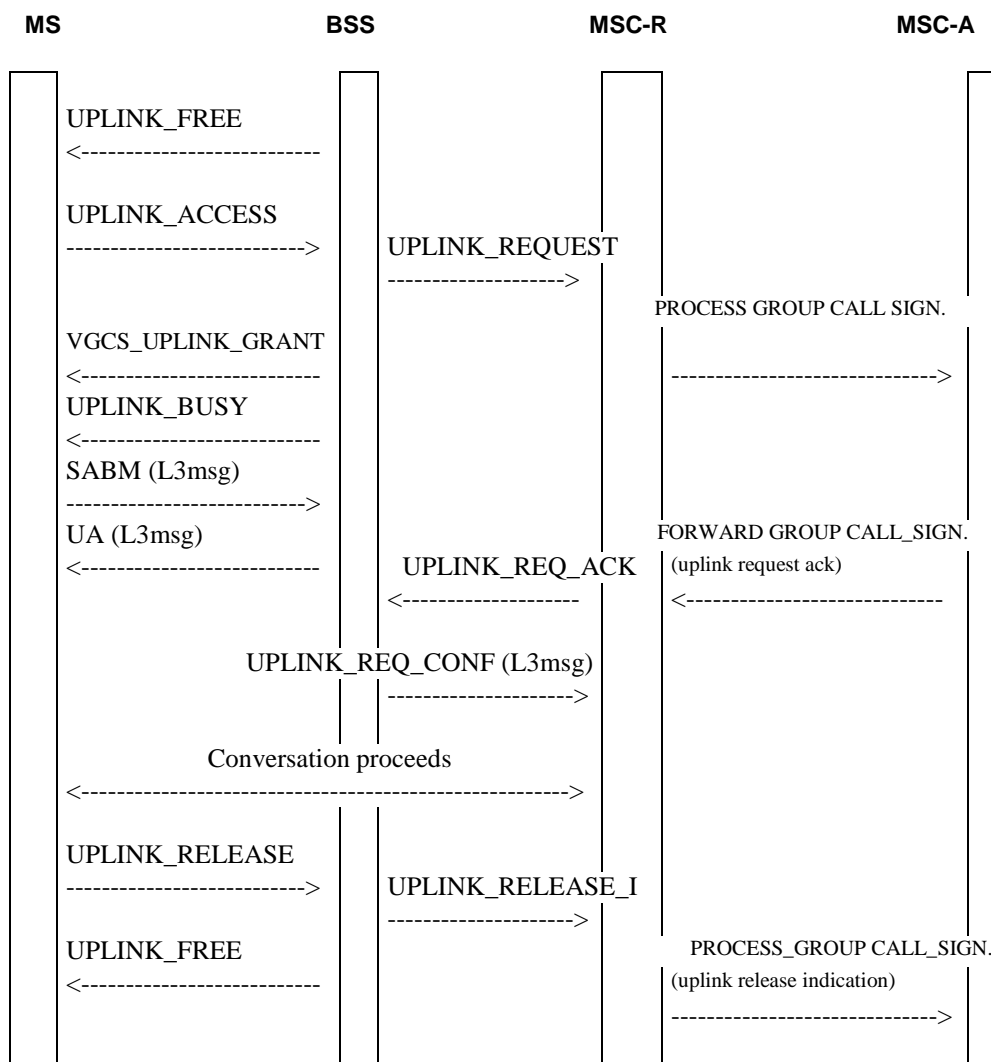 MS BSS MSC-R MSC-A
UPLINK_FREE
<---------------------------
UPLINK_ACCESS
--------------------------->
UPLINK_REQUEST
-------------------->
PROCESS GROUP CALL SIGN.
VGCS_UPLINK_GRANT
<---------------------------
------------------------------>
UPLINK_BUSY
<---------------------------
SABM (L3msg)
--------------------------->
UA (L3msg)
<---------------------------
FORWARD GROUP CALL_SIGN.
(uplink request ack)
UPLINK_REQ_ACK
<--------------------
<-----------------------------
UPLINK_REQ_CONF (L3msg)
--------------------->
Conversation proceeds
<------------------------------------------------------->
UPLINK_RELEASE
--------------------------->
UPLINK_RELEASE_I
----------------------->
UPLINK_FREE
<---------------------------
PROCESS_GROUP CALL_SIGN.
(uplink release indication)
------------------------------>